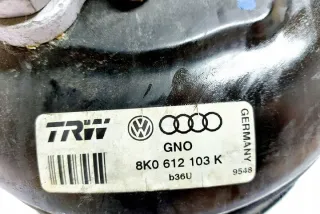 TRW
GNO
8K0 612 103 K
b36U
GERMANY
9548